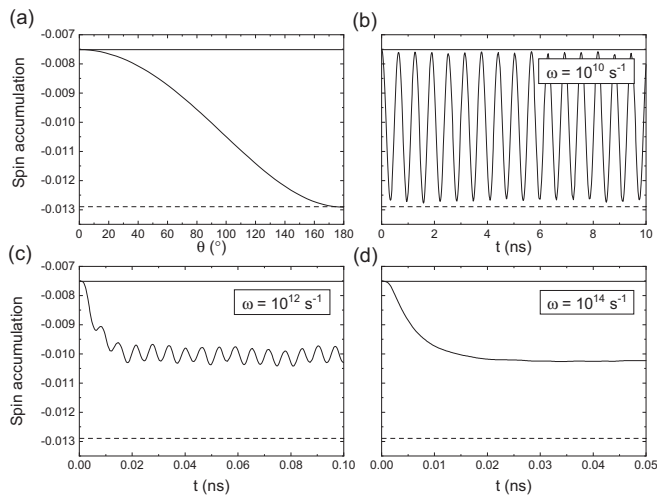 (a)
-0.007
-0.008
-0.009
-0.010
-0.011
-0.012
-0.013
Spin accumulation
0 20 40 60 80 100 120 140 160 180
θ (°)
(b)
ω = 10¹⁰ s⁻¹
0 2 4 6 8 10
t (ns)
(c)
-0.007
-0.008
-0.009
-0.010
-0.011
-0.012
-0.013
Spin accumulation
ω = 10¹² s⁻¹
0.00 0.02 0.04 0.06 0.08 0.10
t (ns)
(d)
ω = 10¹⁴ s⁻¹
0.00 0.01 0.02 0.03 0.04 0.05
t (ns)